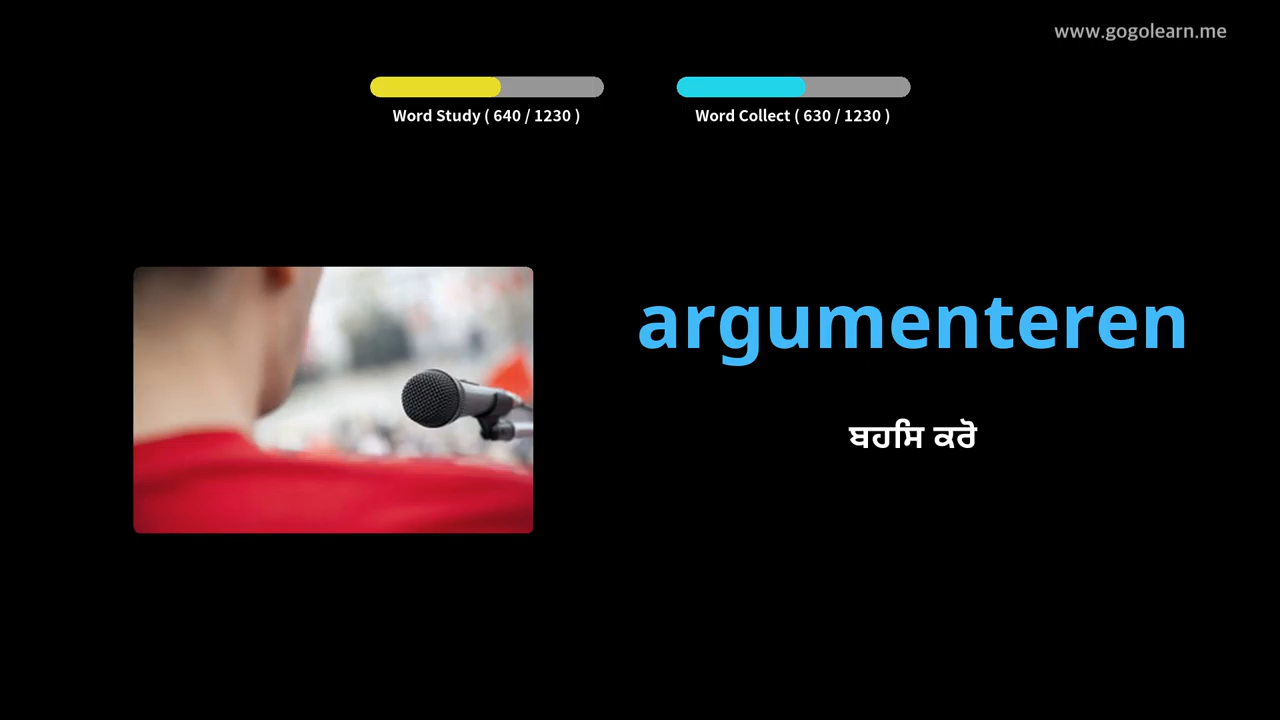 www.gogolearn.me
Word Study ( 640 / 1230 )
Word Collect ( 630 / 1230 )
argumenteren
ਬਹਸਿ ਕਰੋ